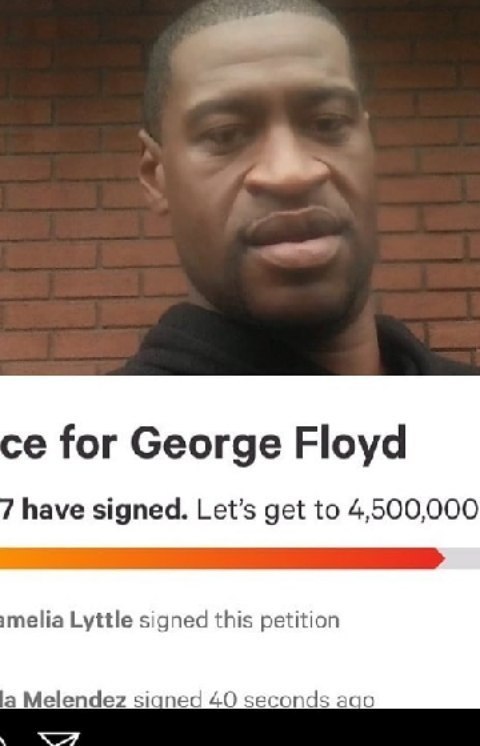 ce for George Floyd
7 have signed. Let's get to 4,500,000
amelia Lyttle signed this petition
la Melendez signed 40 seconds ago